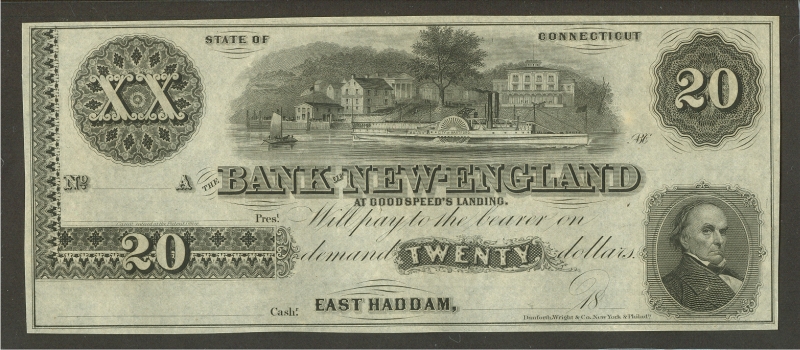 STATE OF CONNECTICUT
XX
20
Nº A
THE BANK OF NEW-ENGLAND
AT GOODSPEED'S LANDING.
Pres.t Will pay to the bearer on
20
demand TWENTY dollars.
Cash.r EAST HADDAM, 18
Danforth, Wright & Co. New York & Philad.a